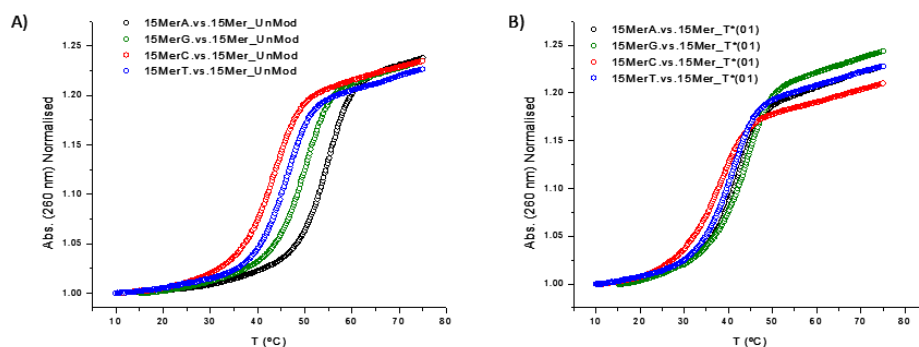 A)
15MerA.vs.15Mer_UnMod
15MerG.vs.15Mer_UnMod
15MerC.vs.15Mer_UnMod
15MerT.vs.15Mer_UnMod
Abs. (260 nm) Normalised
1.25
1.20
1.15
1.10
1.05
1.00
10 20 30 40 50 60 70 80
T (ºC)
B)
15MerA.vs.15Mer_T*(01)
15MerG.vs.15Mer_T*(01)
15MerC.vs.15Mer_T*(01)
15MerT.vs.15Mer_T*(01)
Abs. (260 nm) Normalised
1.25
1.20
1.15
1.10
1.05
1.00
10 20 30 40 50 60 70 80
T (ºC)